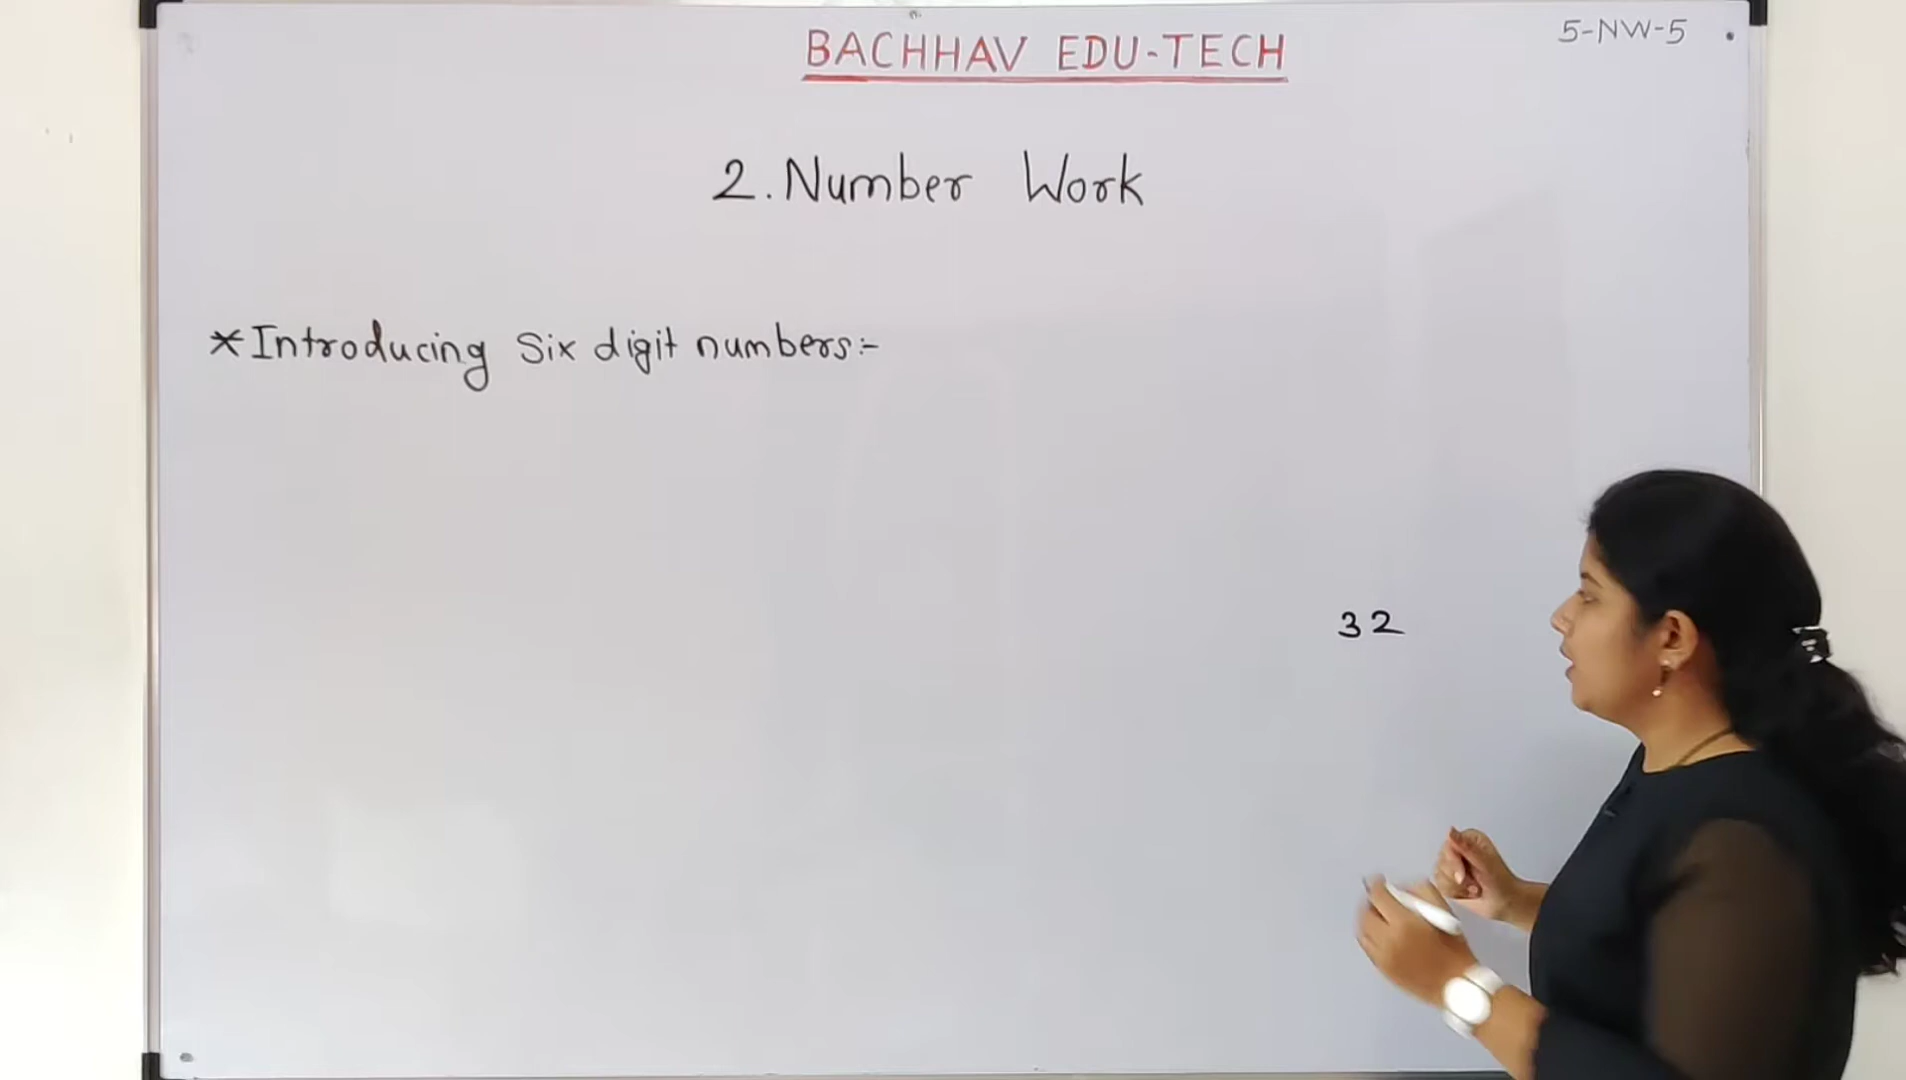 BACHHAV EDU-TECH
5-NW-5
2. Number Work
*Introducing Six digit numbers:-
32